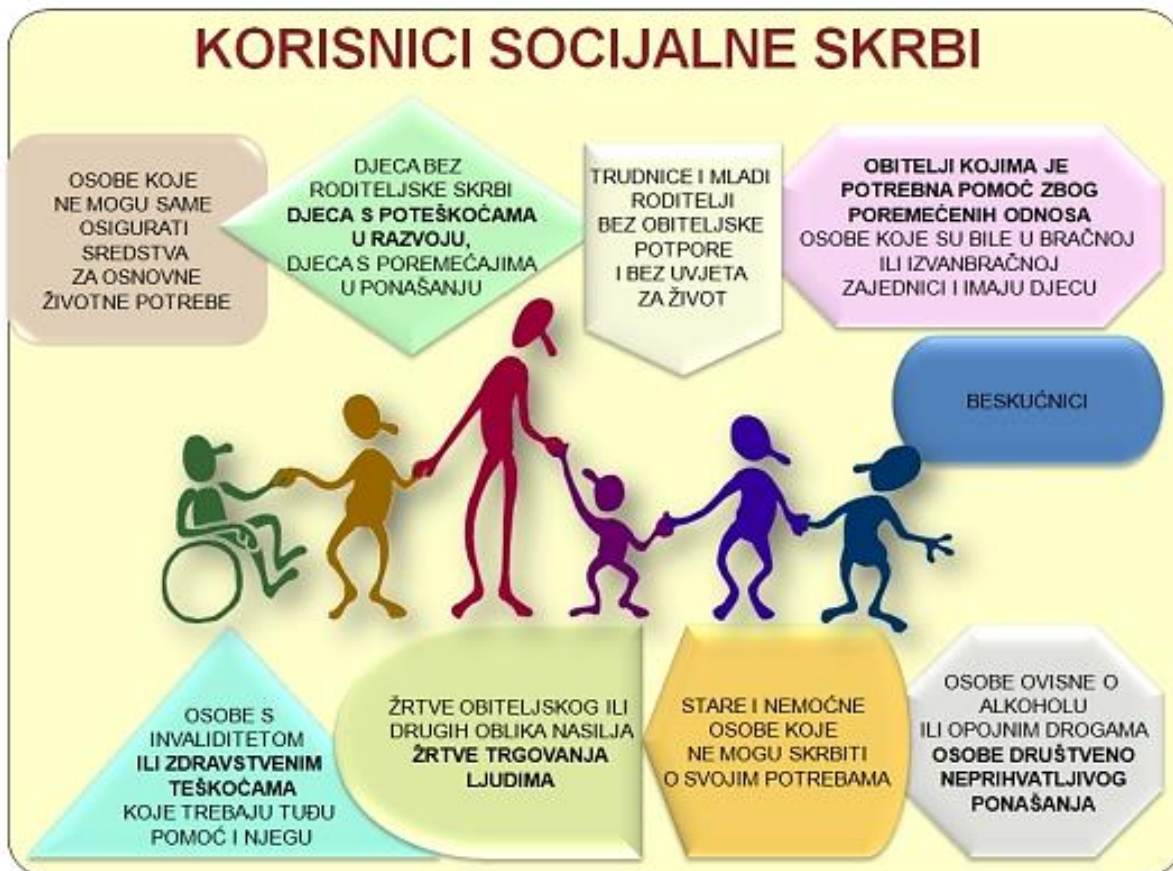 KORISNICI SOCIJALNE SKRBI
OSOBE KOJE
NE MOGU SAME
OSIGURATI
SREDSTVA
ZA OSNOVNE
ŽIVOTNE POTREBE
DJECA BEZ
RODITELJSKE SKRBI
DJECA S POTEŠKOĆAMA
U RAZVOJU,
DJECA S POREMEĆAJIMA
U PONAŠANJU
TRUDNICE I MLADI
RODITELJI
BEZ OBITELJSKE
POTPORE
I BEZ UVJETA
ZA ŽIVOT
OBITELJI KOJIMA JE
POTREBNA POMOĆ ZBOG
POREMEĆENIH ODNOSA
OSOBE KOJE SU BILE U BRAČNOJ
ILI IZVANBRAČNOJ
ZAJEDNICI I IMAJU DJECU
BESKUĆNICI
OSOBE S
INVALIDITETOM
ILI ZDRAVSTVENIM
TEŠKOĆAMA
KOJE TREBAJU TUĐU
POMOĆ I NJEGU
ŽRTVE OBITELJSKOG ILI
DRUGIH OBLIKA NASILJA
ŽRTVE TRGOVANJA
LJUDIMA
STARE I NEMOĆNE
OSOBE KOJE
NE MOGU SKRBITI
O SVOJIM POTREBAMA
OSOBE OVISNE O
ALKOHOLU
ILI OPOJNIM DROGAMA
OSOBE DRUŠTVENO
NEPRIHVATLJIVOG
PONAŠANJA